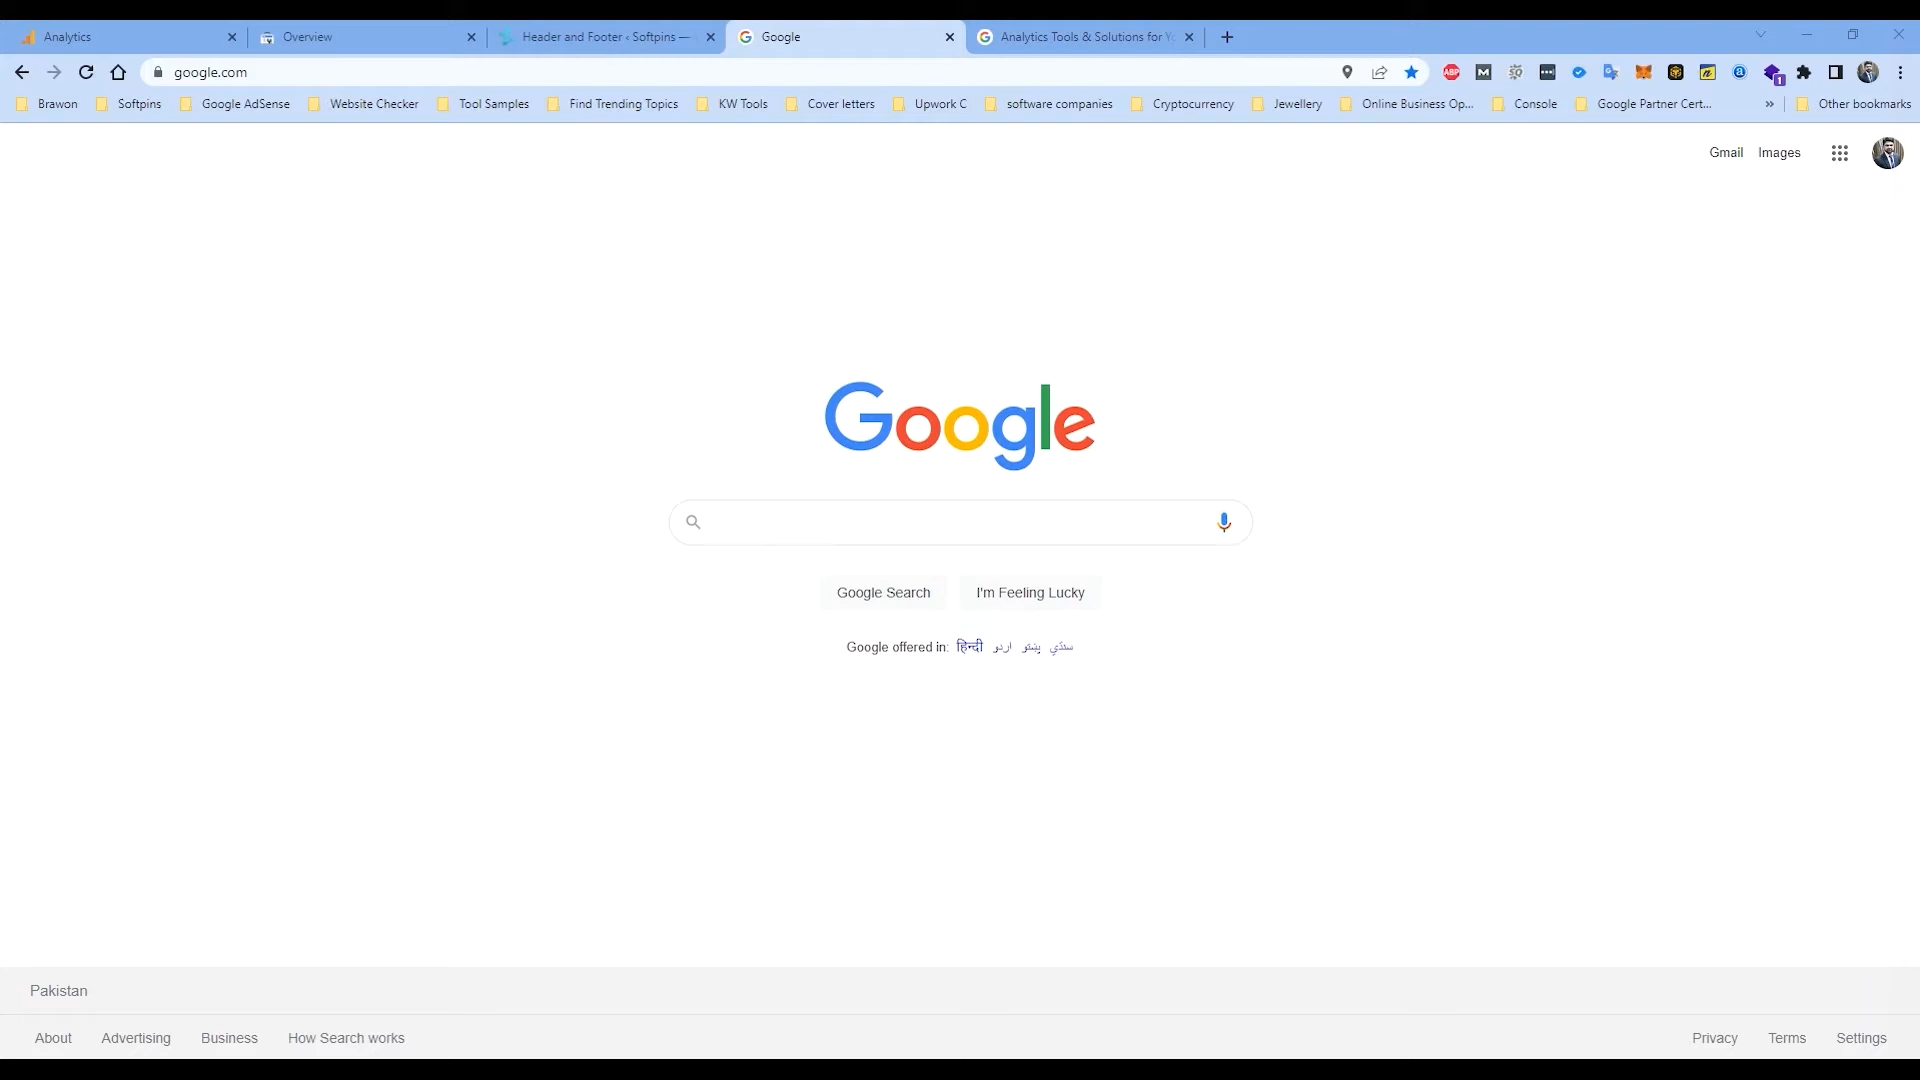 Analytics
Overview
Header and Footer ‹ Softpins —
Google
Analytics Tools & Solutions for Yo
google.com
ABP
M
a
1
Brawon
Softpins
Google AdSense
Website Checker
Tool Samples
Find Trending Topics
KW Tools
Cover letters
Upwork C
software companies
Cryptocurrency
Jewellery
Online Business Op...
Console
Google Partner Cert...
»
Other bookmarks
Gmail
Images
Google
Google Search
I'm Feeling Lucky
Google offered in: हिन्दी اردو پښتو سنڌي
Pakistan
About
Advertising
Business
How Search works
Privacy
Terms
Settings